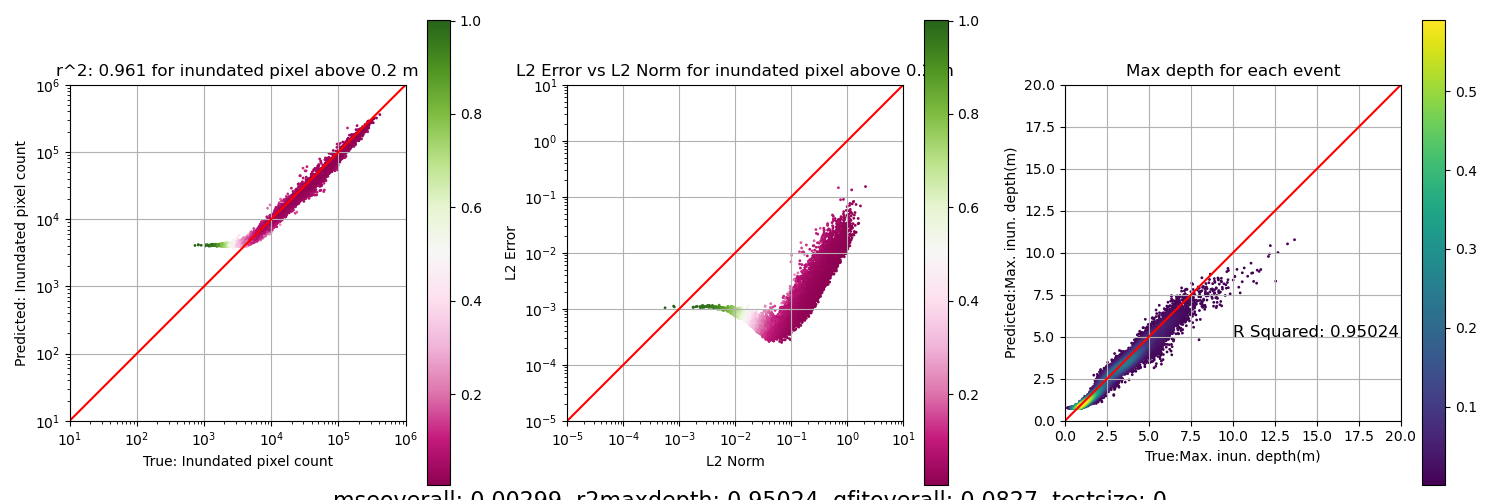 r^2: 0.961 for inundated pixel above 0.2 m
Predicted: Inundated pixel count
10^6
10^5
10^4
10^3
10^2
10^1
10^1 10^2 10^3 10^4 10^5 10^6
True: Inundated pixel count
1.0
0.8
0.6
0.4
0.2
L2 Error vs L2 Norm for inundated pixel above
L2 Error
10^1
10^0
10^-1
10^-2
10^-3
10^-4
10^-5
10^-5 10^-4 10^-3 10^-2 10^-1 10^0 10^1
L2 Norm
1.0
0.8
0.6
0.4
0.2
Max depth for each event
Predicted:Max. inun. depth(m)
20.0
17.5
15.0
12.5
10.0
7.5
5.0
2.5
0.0
R Squared: 0.95024
0.0 2.5 5.0 7.5 10.0 12.5 15.0 17.5 20.0
True:Max. inun. depth(m)
0.5
0.4
0.3
0.2
0.1
mseoverall: 0.00299, r2maxdepth: 0.95024, gfitoverall: 0.0827, testsize: 0